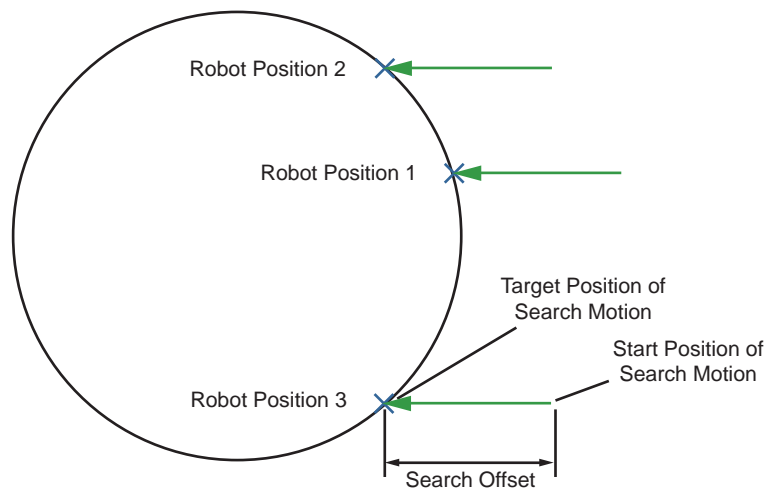 Robot Position 2
Robot Position 1
Target Position of
Search Motion
Start Position of
Search Motion
Robot Position 3
Search Offset